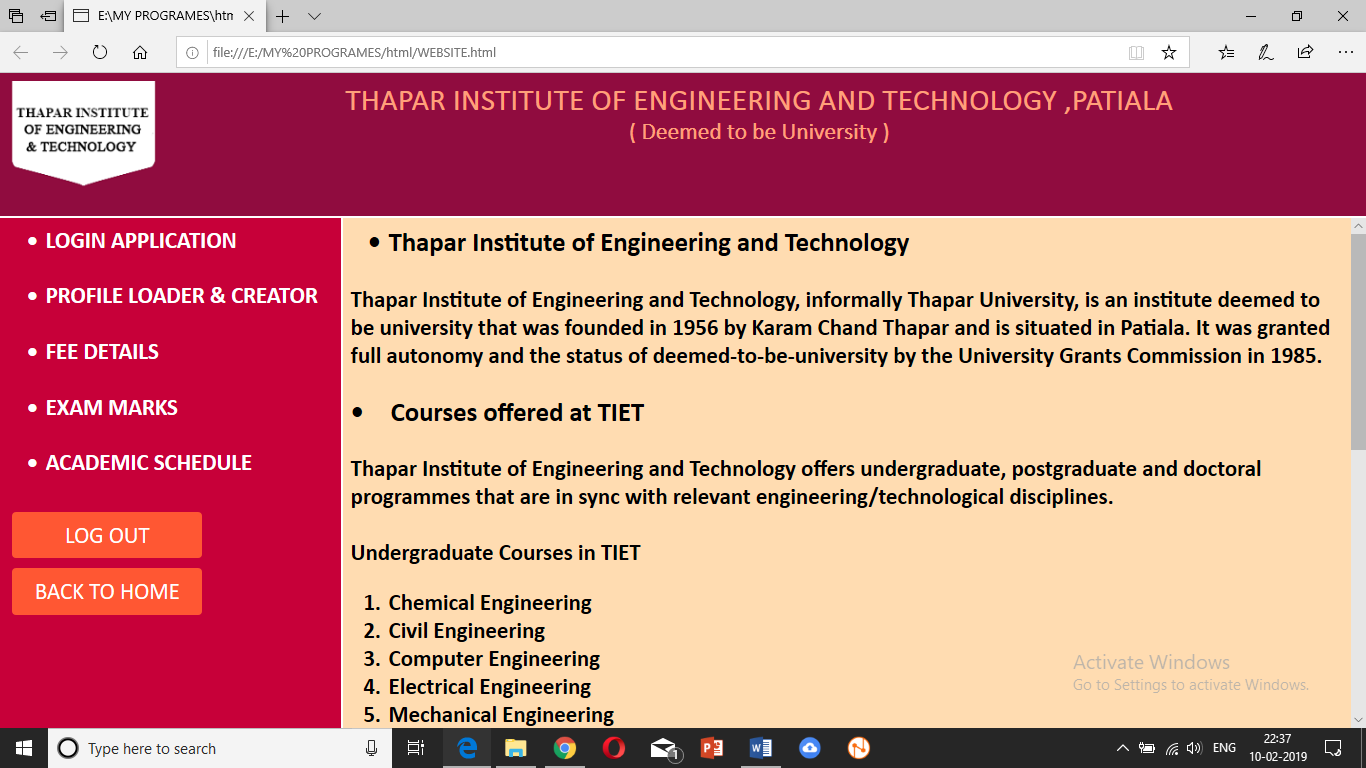 E:\MY PROGRAMES\htm
file:///E:/MY%20PROGRAMES/html/WEBSITE.html
THAPAR INSTITUTE
OF ENGINEERING
& TECHNOLOGY
THAPAR INSTITUTE OF ENGINEERING AND TECHNOLOGY ,PATIALA
( Deemed to be University )
• LOGIN APPLICATION
• PROFILE LOADER & CREATOR
• FEE DETAILS
• EXAM MARKS
• ACADEMIC SCHEDULE
LOG OUT
BACK TO HOME
• Thapar Institute of Engineering and Technology
Thapar Institute of Engineering and Technology, informally Thapar University, is an institute deemed to
be university that was founded in 1956 by Karam Chand Thapar and is situated in Patiala. It was granted
full autonomy and the status of deemed-to-be-university by the University Grants Commission in 1985.
• Courses offered at TIET
Thapar Institute of Engineering and Technology offers undergraduate, postgraduate and doctoral
programmes that are in sync with relevant engineering/technological disciplines.
Undergraduate Courses in TIET
1. Chemical Engineering
2. Civil Engineering
3. Computer Engineering
4. Electrical Engineering
5. Mechanical Engineering
Activate Windows
Go to Settings to activate Windows.
Type here to search
1
ENG
22:37
10-02-2019